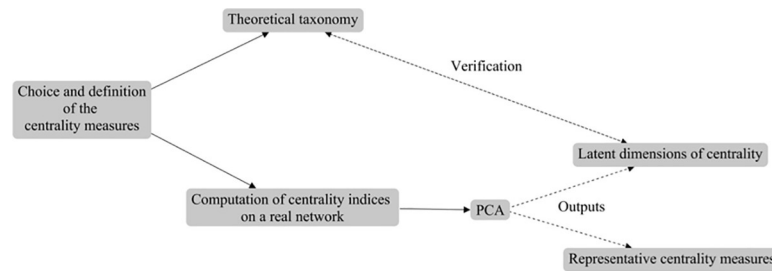 Theoretical taxonomy
Verification
Choice and definition
of the
centrality measures
Latent dimensions of centrality
Computation of centrality indices
on a real network
PCA
Outputs
Representative centrality measures